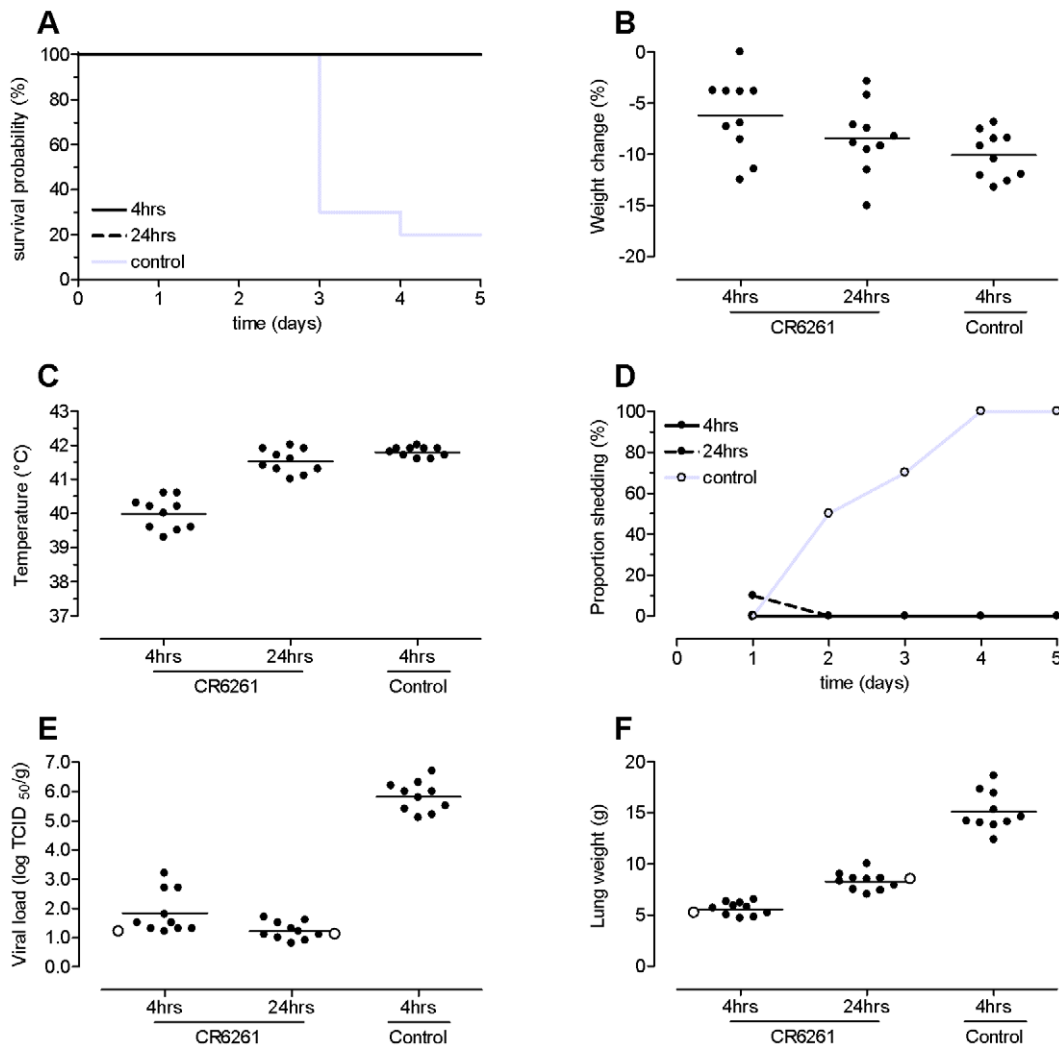 A
survival probability (%)
100
80
60
40
20
0
4hrs
24hrs
control
0 1 2 3 4 5
time (days)
B
Weight change (%)
0
-5
-10
-15
-20
4hrs 24hrs 4hrs
CR6261 Control
C
Temperature (°C)
43
42
41
40
39
38
37
4hrs 24hrs 4hrs
CR6261 Control
D
Proportion shedding (%)
100
80
60
40
20
0
4hrs
24hrs
control
0 1 2 3 4 5
time (days)
E
Viral load (log TCID 50/g)
7.0
6.0
5.0
4.0
3.0
2.0
1.0
0.0
4hrs 24hrs 4hrs
CR6261 Control
F
Lung weight (g)
20
15
10
5
0
4hrs 24hrs 4hrs
CR6261 Control